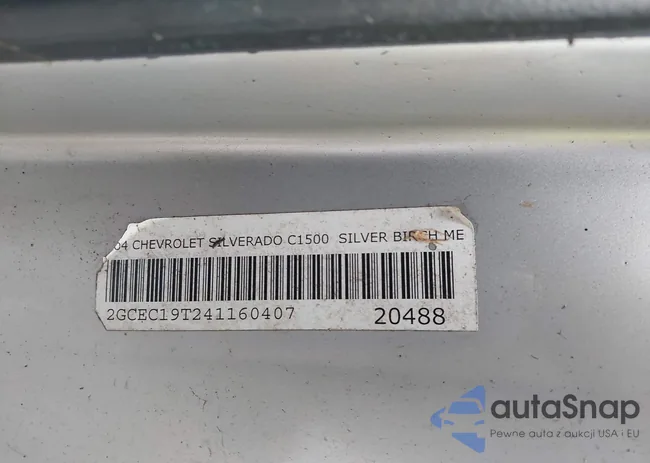 04 CHEVROLET SILVERADO C1500 SILVER BIRCH ME
2GCEC19T241160407
20488
autaSnap
Pewne auta z aukcji USA i EU